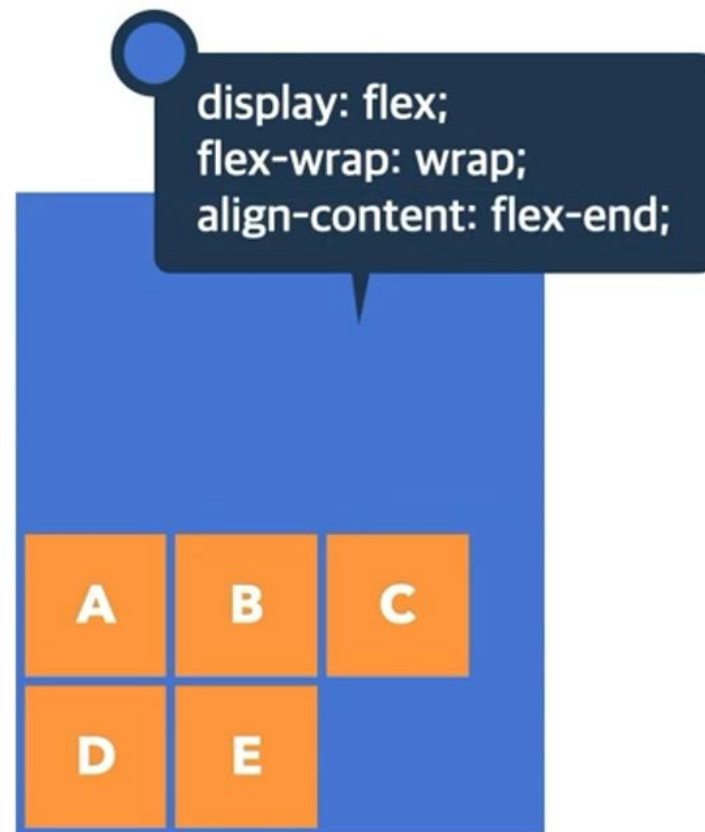 display: flex;
flex-wrap: wrap;
align-content: flex-end;
A B C
D E